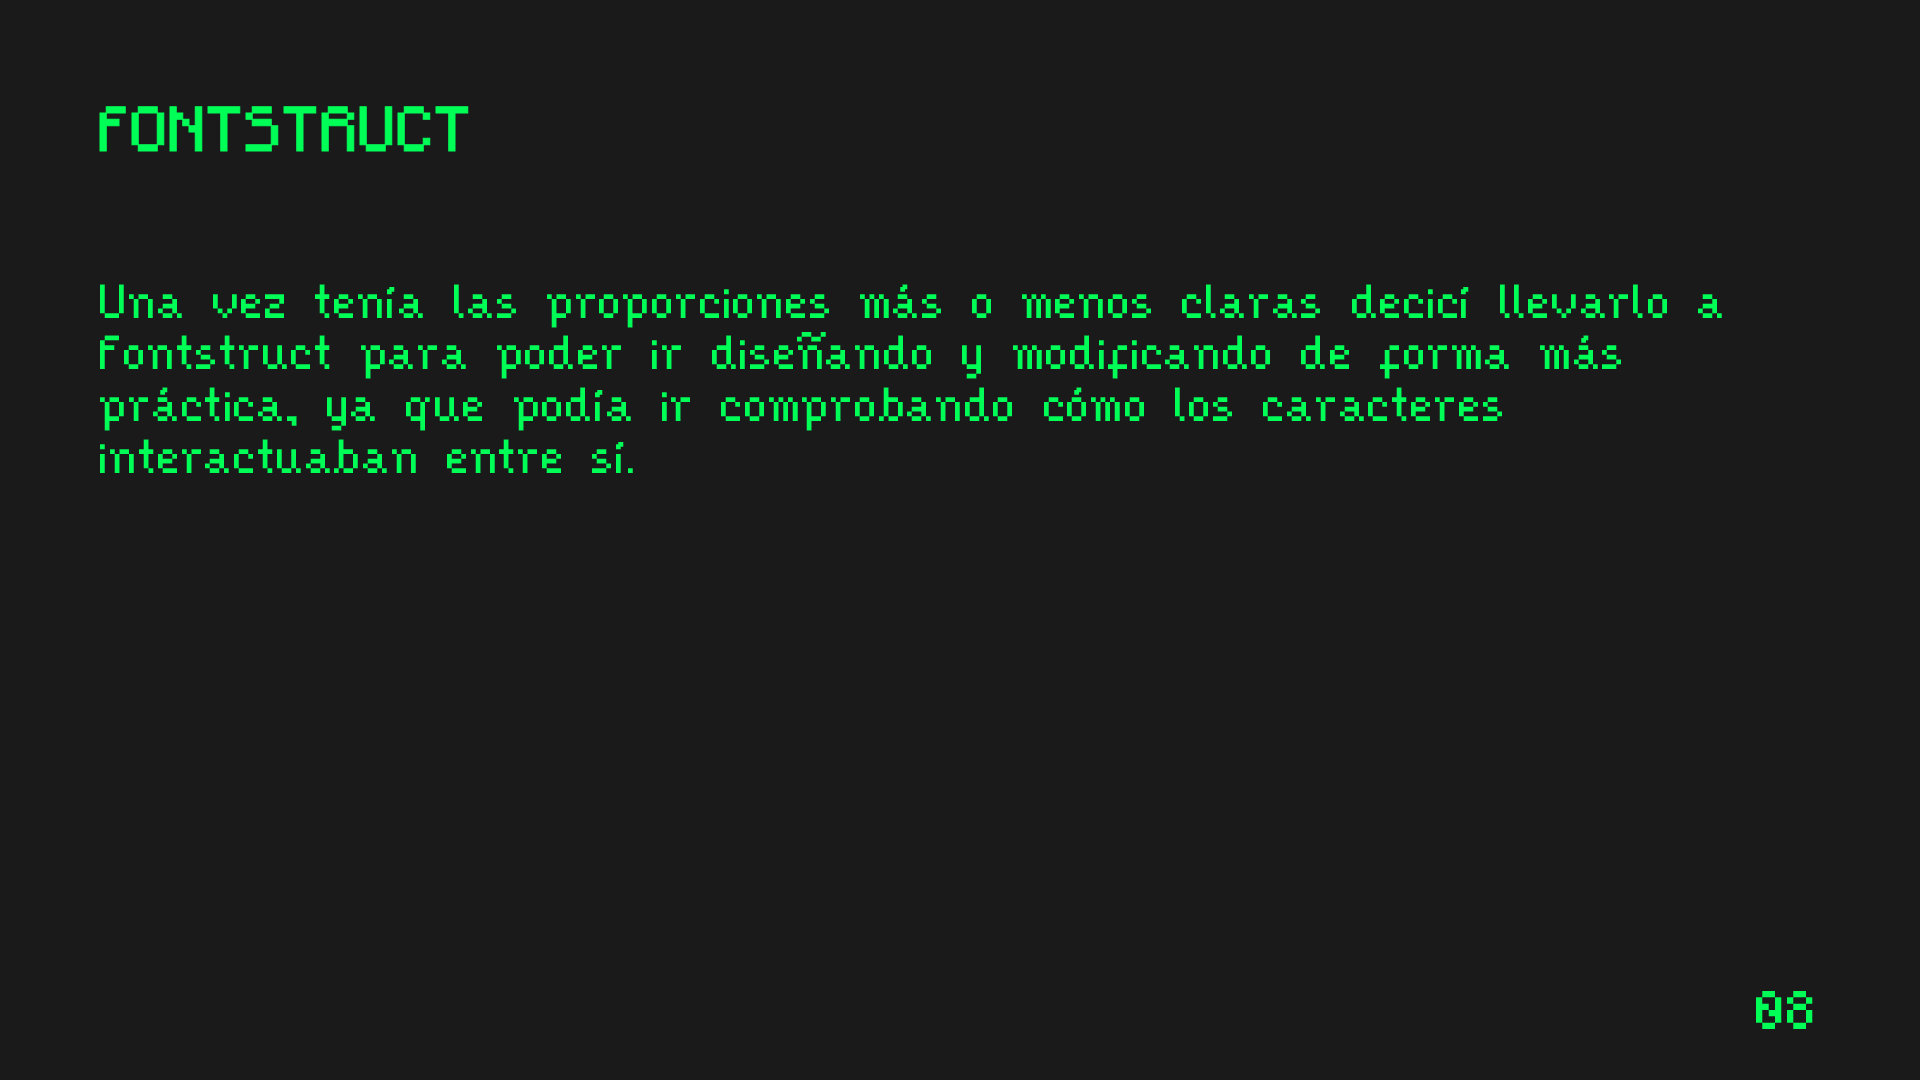 FONTSTRUCT
Una vez tenía las proporciones más o menos claras decicí llevarlo a
Fontstruct para poder ir diseñando y modificando de forma más
práctica, ya que podía ir comprobando cómo los caracteres
interactuaban entre sí.
08